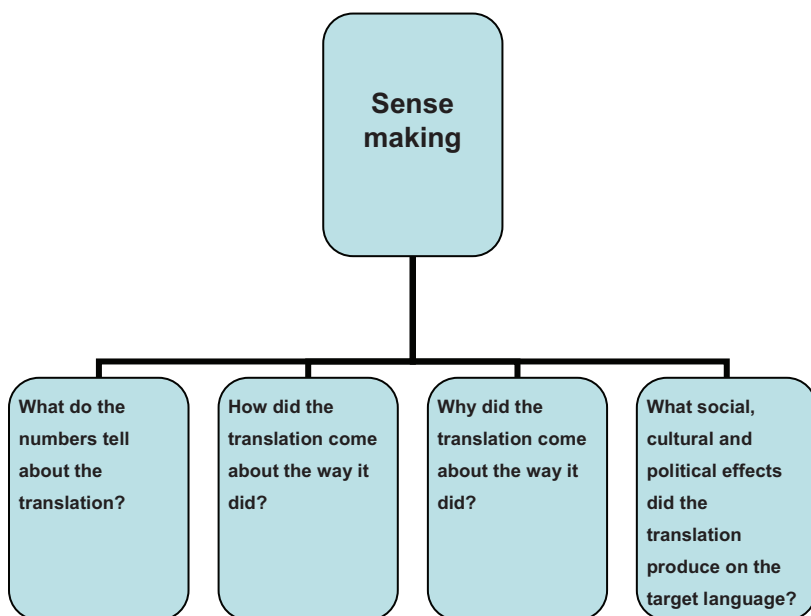 Sense
making
What do the
numbers tell
about the
translation?
How did the
translation come
about the way it
did?
Why did the
translation come
about the way it
did?
What social,
cultural and
political effects
did the
translation
produce on the
target language?